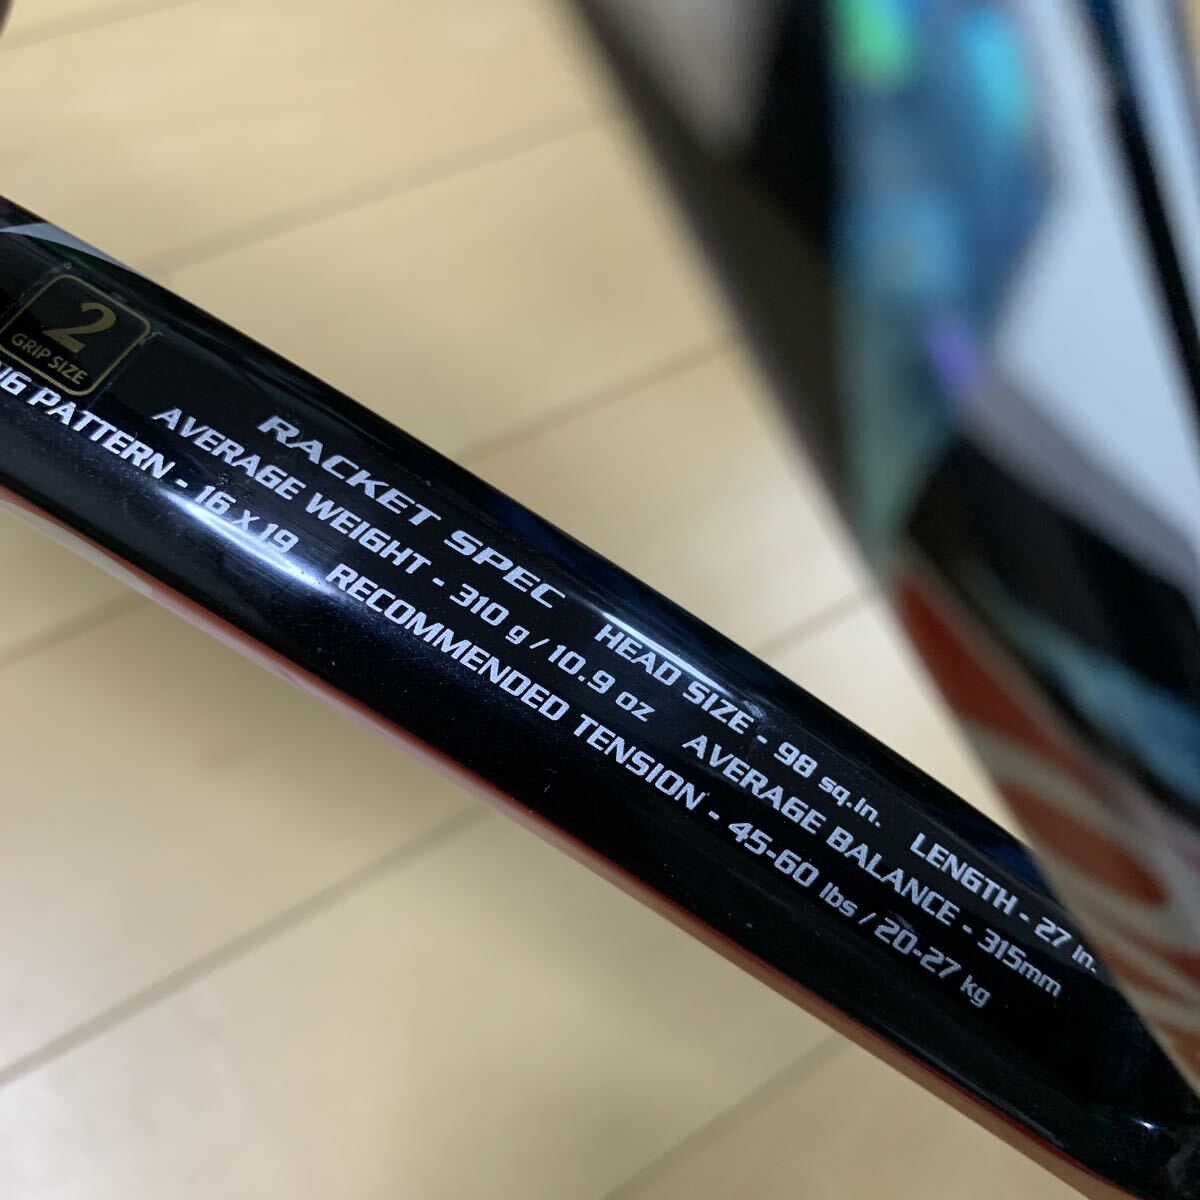 2
GRIP SIZE
RACKET SPEC HEAD SIZE - 98 sq.in. LENGTH - 27 in.
AVERAGE WEIGHT - 310 g / 10.9 oz AVERAGE BALANCE - 315mm
PATTERN - 16 x 19 RECOMMENDED TENSION - 45-60 lbs / 20-27 kg